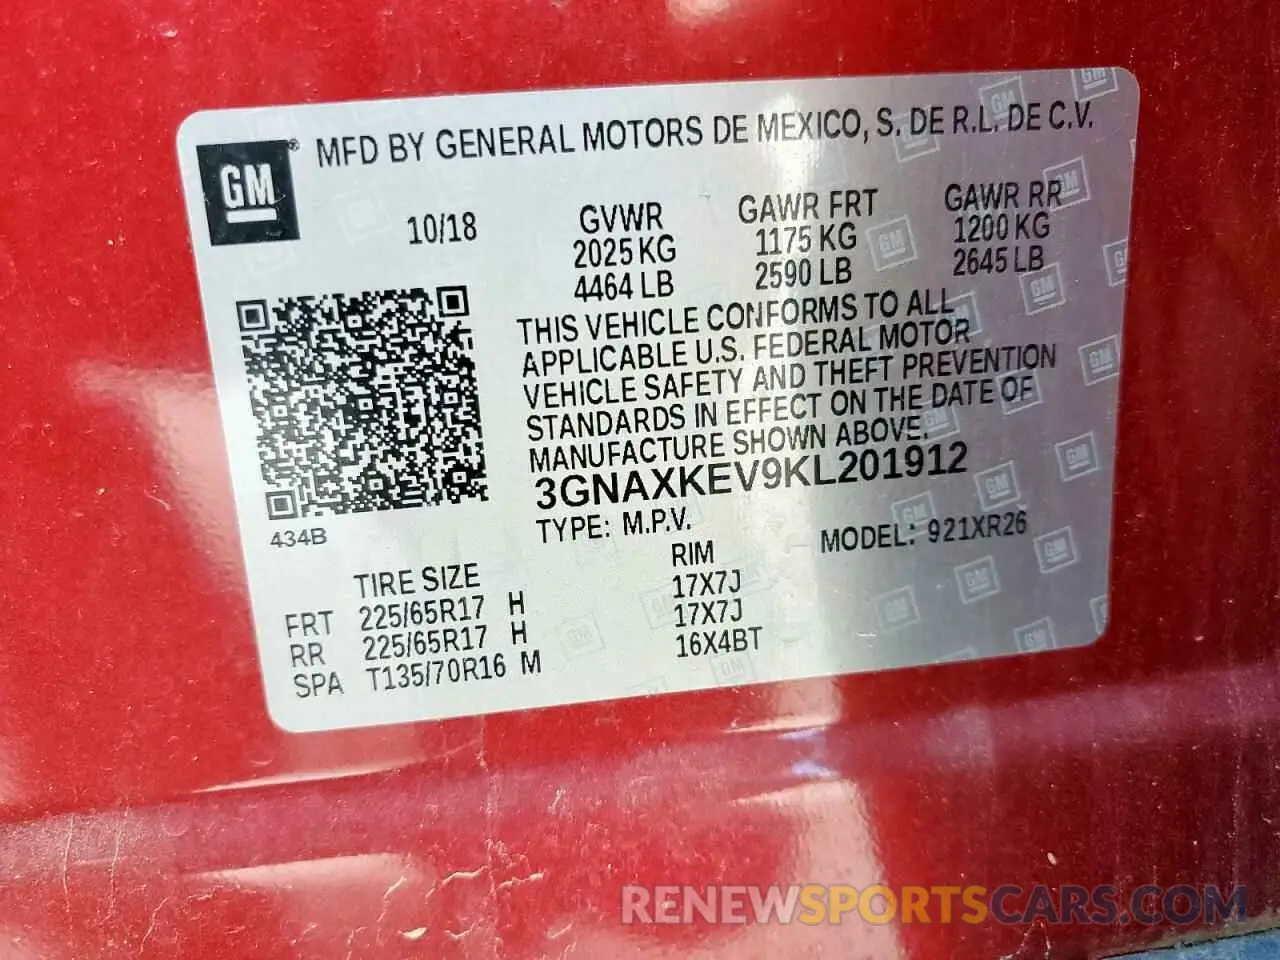 GM® MFD BY GENERAL MOTORS DE MEXICO, S. DE R.L. DE C.V.
10/18 GVWR GAWR FRT GAWR RR
2025 KG 1175 KG 1200 KG
4464 LB 2590 LB 2645 LB
THIS VEHICLE CONFORMS TO ALL
APPLICABLE U.S. FEDERAL MOTOR
VEHICLE SAFETY AND THEFT PREVENTION
STANDARDS IN EFFECT ON THE DATE OF
MANUFACTURE SHOWN ABOVE.
3GNAXKEV9KL201912
434B
TYPE: M.P.V. MODEL: 921XR26
TIRE SIZE RIM
FRT 225/65R17 H 17X7J
RR 225/65R17 H 17X7J
SPA T135/70R16 M 16X4BT
RENEWSPORTSCARS.COM